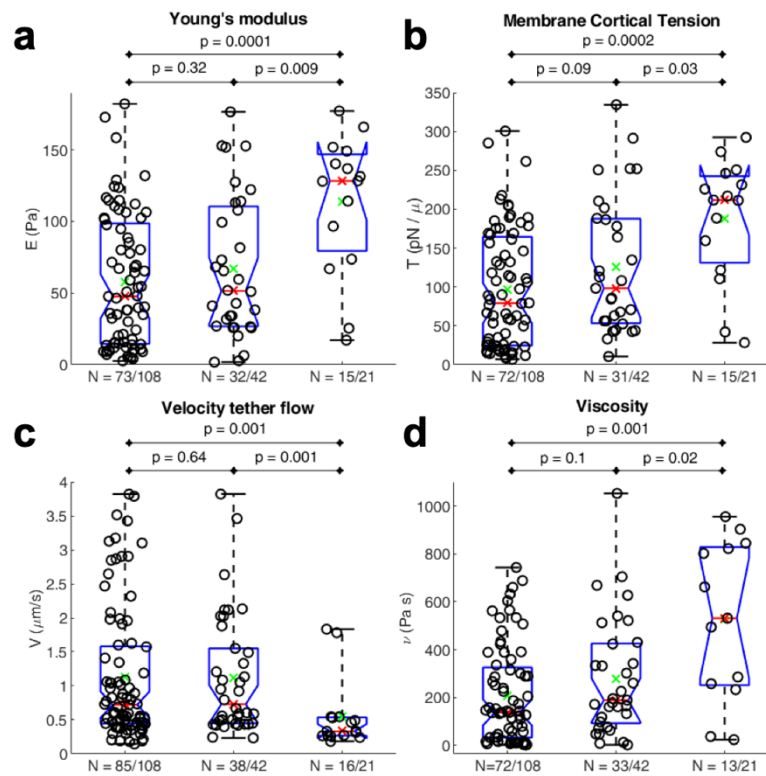 a
Young's modulus
p = 0.0001
p = 0.32
p = 0.009
E (Pa)
150
100
50
0
N = 73/108
N = 32/42
N = 15/21
b
Membrane Cortical Tension
p = 0.0002
p = 0.09
p = 0.03
T (pN / μ)
350
300
250
200
150
100
50
0
N = 72/108
N = 31/42
N = 15/21
c
Velocity tether flow
p = 0.001
p = 0.64
p = 0.001
V (μm/s)
4
3.5
3
2.5
2
1.5
1
0.5
0
N = 85/108
N = 38/42
N = 16/21
d
Viscosity
p = 0.001
p = 0.1
p = 0.02
ν (Pa s)
1000
800
600
400
200
0
N=72/108
N = 33/42
N = 13/21